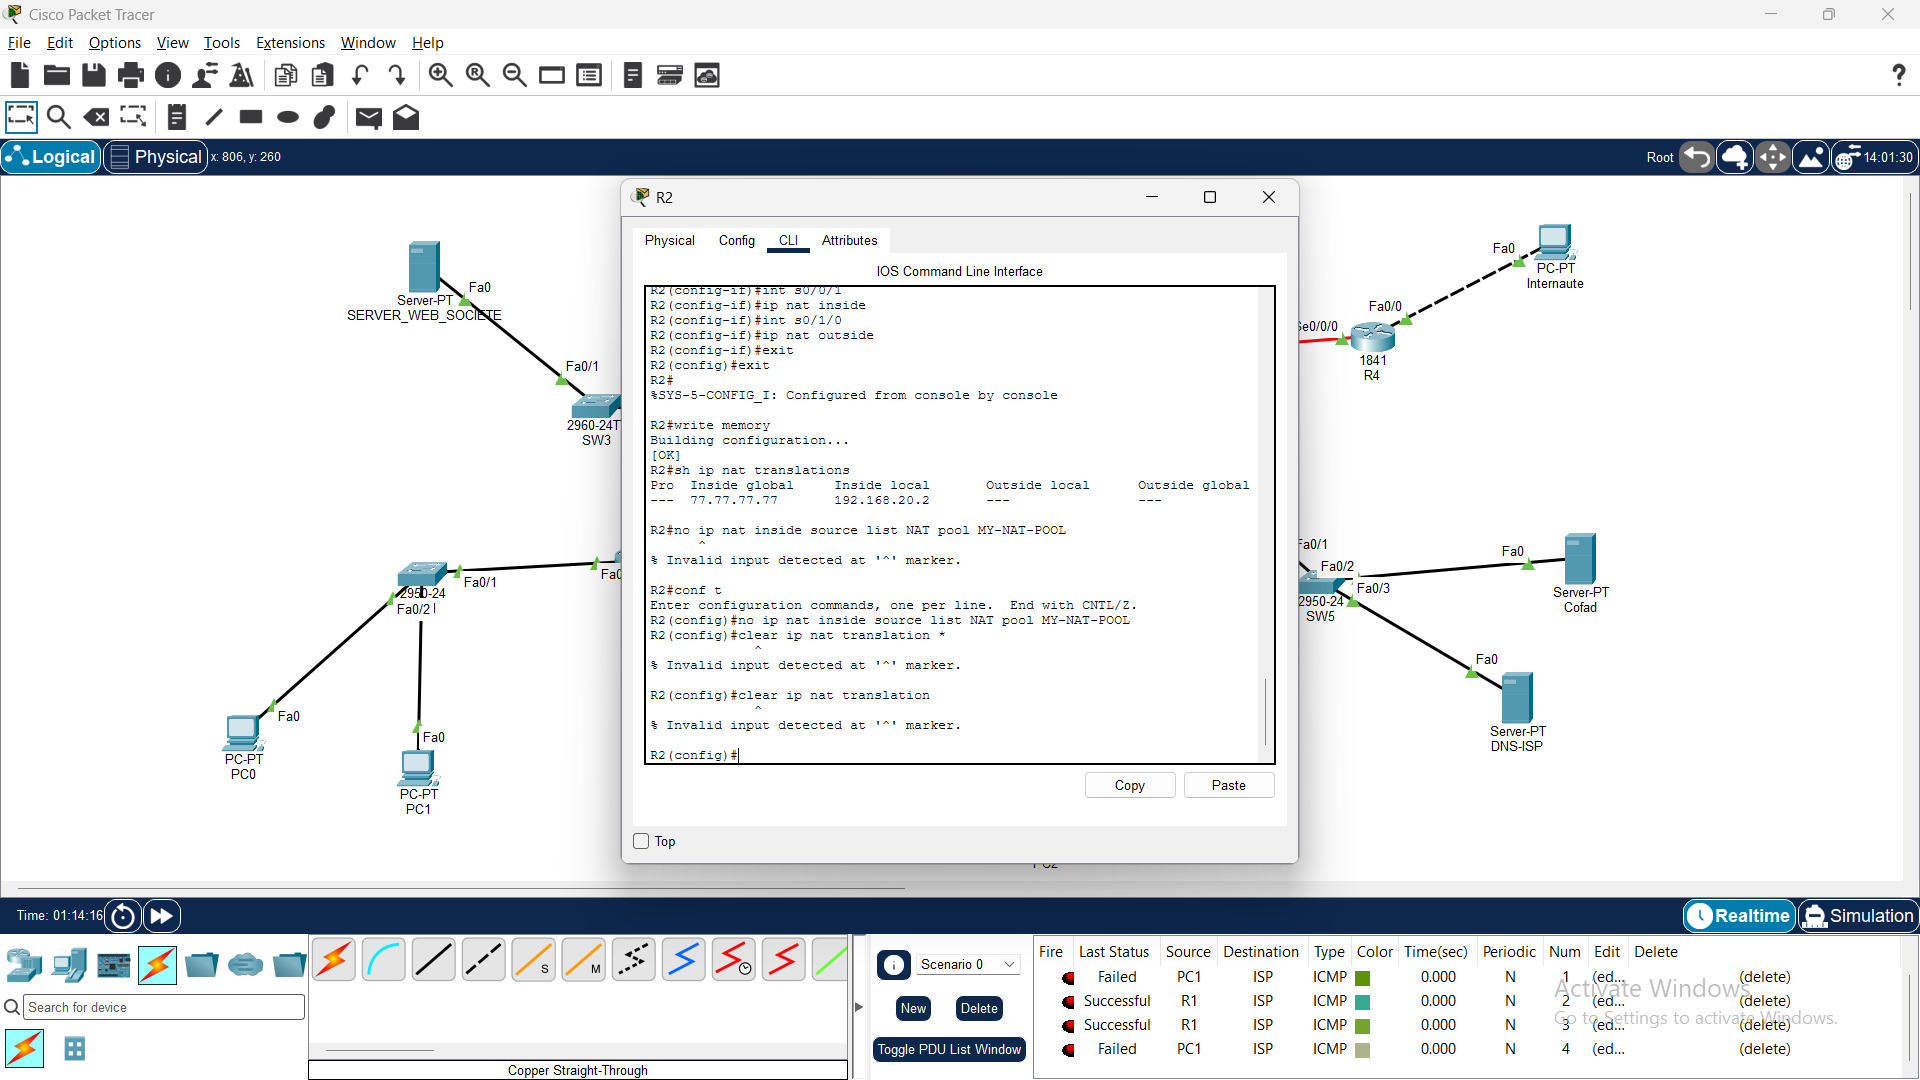 Cisco Packet Tracer
File Edit Options View Tools Extensions Window Help
Logical Physical x: 806, y: 260 Root 14:01:30
R2
Physical Config CLI Attributes
IOS Command Line Interface
R2(config-if)#int s0/0/1
R2(config-if)#ip nat inside
R2(config-if)#int s0/1/0
R2(config-if)#ip nat outside
R2(config-if)#exit
R2(config)#exit
R2#
%SYS-5-CONFIG_I: Configured from console by console
R2#write memory
Building configuration...
[OK]
R2#sh ip nat translations
Pro Inside global Inside local Outside local Outside global
--- 77.77.77.77 192.168.20.2 --- ---
R2#no ip nat inside source list NAT pool MY-NAT-POOL
^
% Invalid input detected at '^' marker.
R2#conf t
Enter configuration commands, one per line. End with CNTL/Z.
R2(config)#no ip nat inside source list NAT pool MY-NAT-POOL
R2(config)#clear ip nat translation *
^
% Invalid input detected at '^' marker.
R2(config)#clear ip nat translation
^
% Invalid input detected at '^' marker.
R2(config)#
Copy Paste
Top
Fa0
Server-PT
SERVER_WEB_SOCIETE
Fa0/1
2960-24T
SW3
Fa0/1
2950-24
Fa0/2
Fa0
PC-PT
PC0
Fa0
PC-PT
PC1
Fa0
PC-PT
Internaute
Fa0/0
Se0/0/0
1841
R4
Fa0/1
Fa0/2
Fa0/3
2950-24
SW5
Fa0
Server-PT
Cofad
Fa0
Server-PT
DNS-ISP
PC2
Time: 01:14:16 Realtime Simulation
Search for device
S M
Copper Straight-Through
Scenario 0
New Delete
Toggle PDU List Window
Fire Last Status Source Destination Type Color Time(sec) Periodic Num Edit Delete
Failed PC1 ISP ICMP 0.000 N 1 (ed... (delete)
Successful R1 ISP ICMP 0.000 N 2 (ed... (delete)
Successful R1 ISP ICMP 0.000 N 3 (ed... (delete)
Failed PC1 ISP ICMP 0.000 N 4 (ed... (delete)
Activate Windows
Go to Settings to activate Windows.